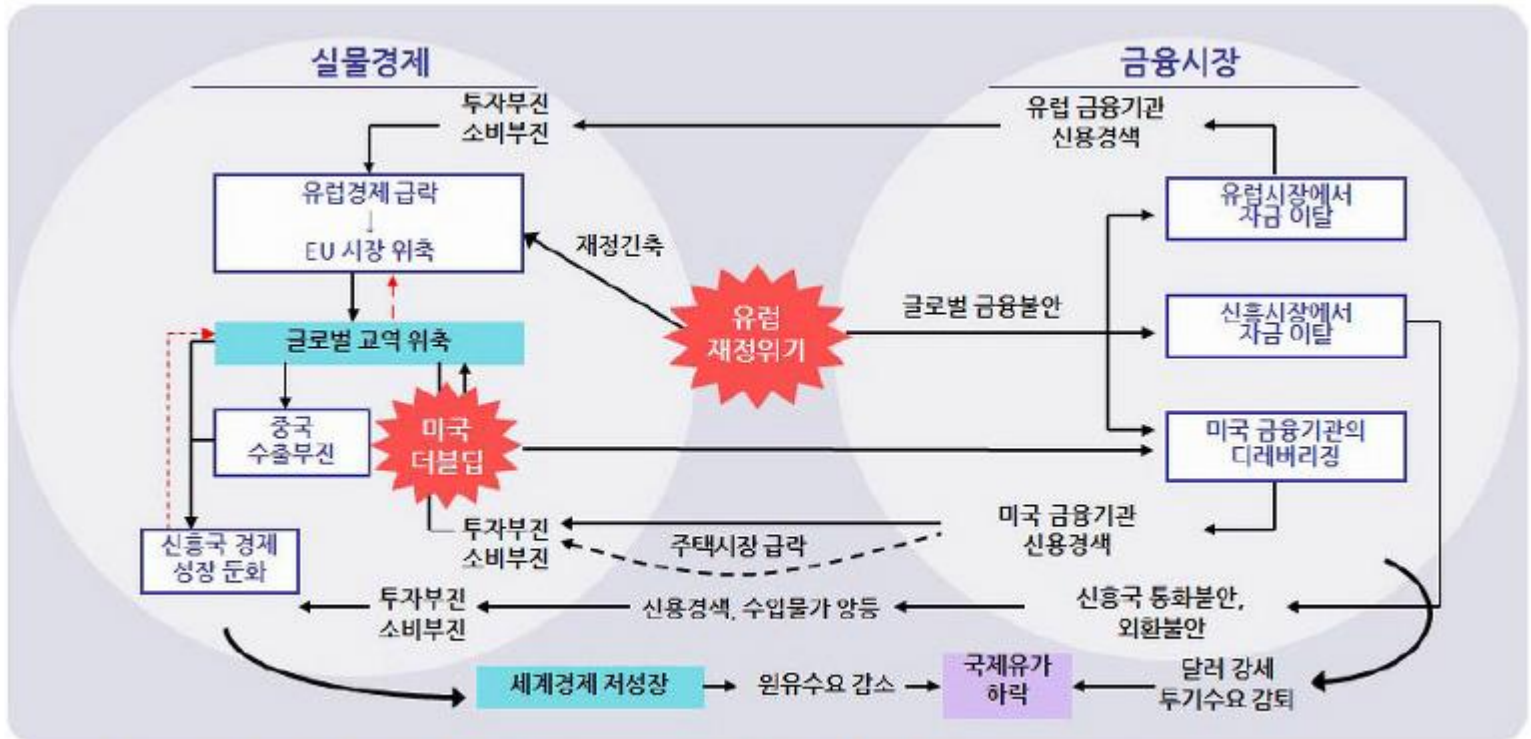 실물경제
금융시장
투자부진
소비부진
유럽 금융기관
신용경색
유럽경제 급락
↓
EU 시장 위축
재정긴축
유럽시장에서
자금 이탈
유럽
재정위기
글로벌 금융불안
신흥시장에서
자금 이탈
글로벌 교역 위축
중국
수출부진
미국
더블딥
미국 금융기관의
디레버리징
신흥국 경제
성장 둔화
투자부진
소비부진
주택시장 급락
미국 금융기관
신용경색
투자부진
소비부진
신용경색, 수입물가 앙등
신흥국 통화불안,
외환불안
세계경제 저성장
원유수요 감소
국제유가
하락
달러 강세
투기수요 감퇴